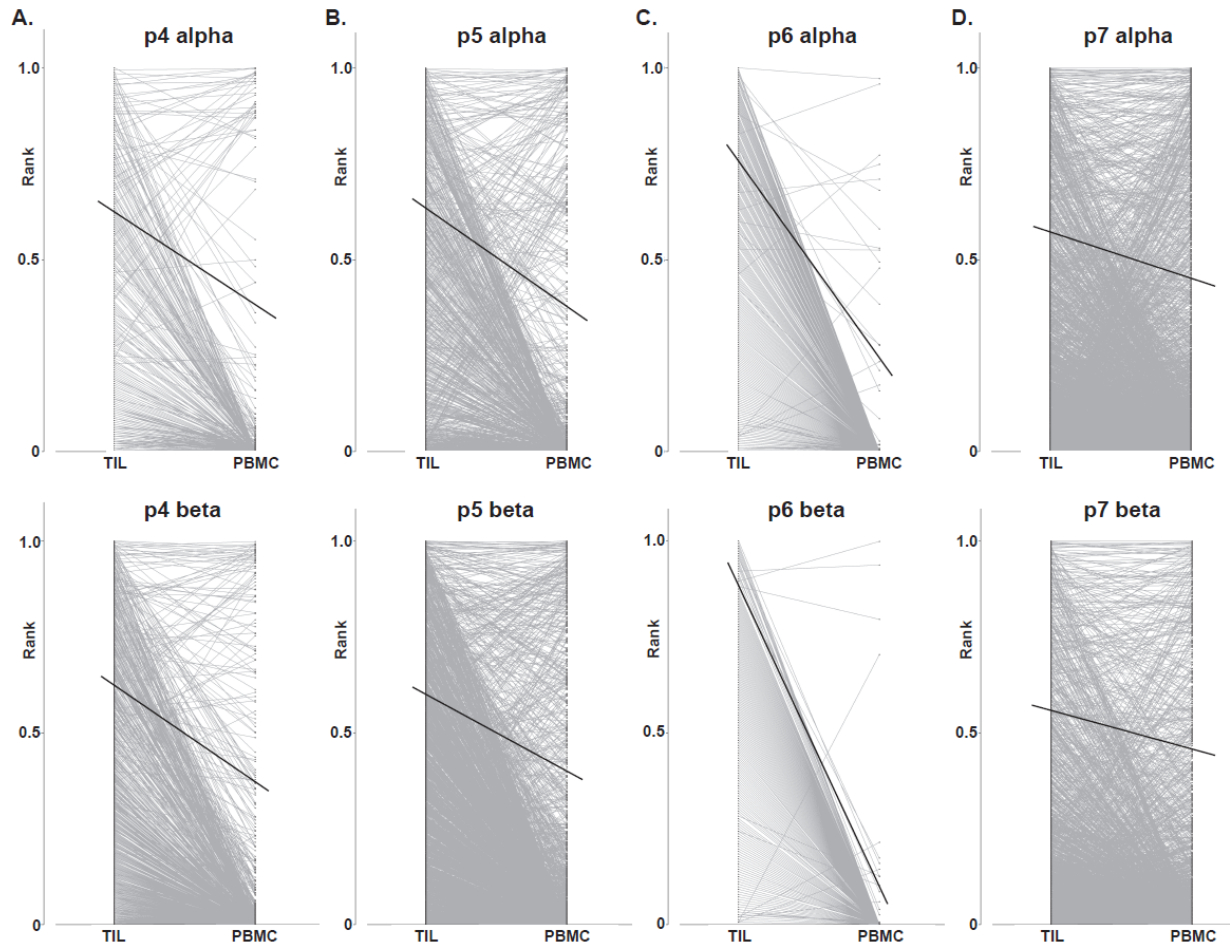 A.
B.
C.
D.
p4 alpha
p5 alpha
p6 alpha
p7 alpha
1.0
1.0
1.0
1.0
Rank
Rank
Rank
Rank
0.5
0.5
0.5
0.5
0
0
0
0
TIL PBMC
TIL PBMC
TIL PBMC
TIL PBMC
p4 beta
p5 beta
p6 beta
p7 beta
1.0
1.0
1.0
1.0
Rank
Rank
Rank
Rank
0.5
0.5
0.5
0.5
0
0
0
0
TIL PBMC
TIL PBMC
TIL PBMC
TIL PBMC